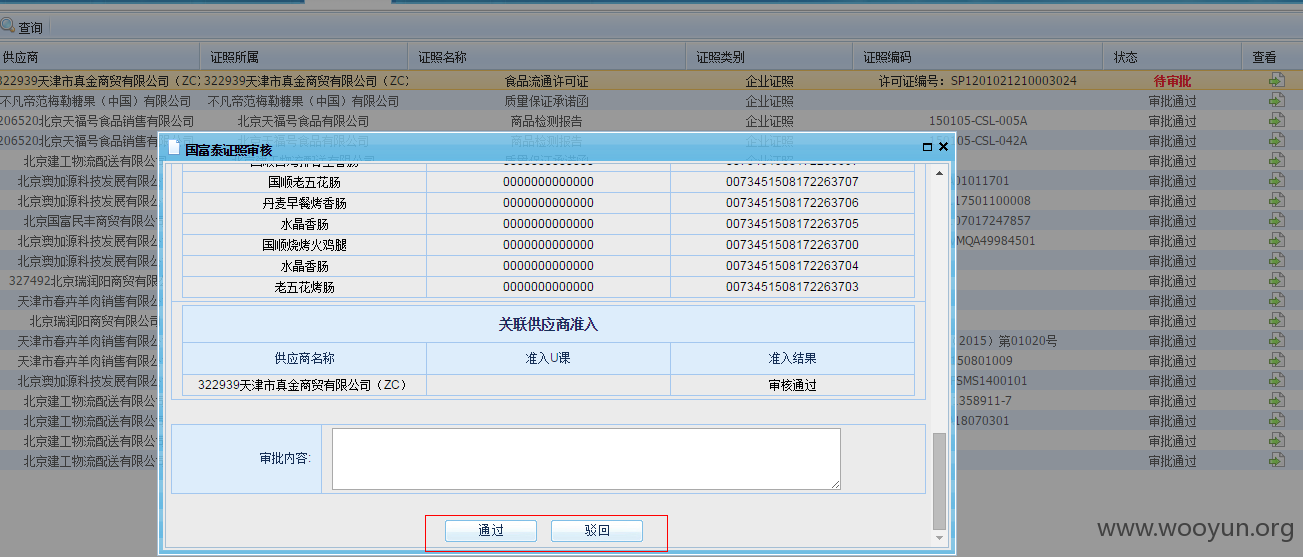 查询
供应商 证照所属 证照名称 证照类别 证照编码 状态 查看
322939天津市真金商贸有限公司（ZC） 322939天津市真金商贸有限公司（ZC） 食品流通许可证 企业证照 许可证编号：SP1201021210003024 待审批
不凡帝范梅勒糖果（中国）有限公司 不凡帝范梅勒糖果（中国）有限公司 质量保证承诺函 企业证照 审批通过
206520北京天福号食品销售有限公司 北京天福号食品有限公司 商品检测报告 企业证照 150105-CSL-005A 审批通过
206520北京天福号食品销售有限公 105-CSL-042A 审批通过
北京建工物流配送有限公 审批通过
北京澳加源科技发展有限公 01011701 审批通过
北京澳加源科技发展有限公 17501100008 审批通过
北京国富民丰商贸有限公 07017247857 审批通过
北京澳加源科技发展有限公 MQA49984501 审批通过
北京澳加源科技发展有限公 审批通过
327492北京瑞润阳商贸有限 审批通过
天津市春卉羊肉销售有限公 审批通过
北京瑞润阳商贸有限公司 审批通过
天津市春卉羊肉销售有限公 2015）第01020号 审批通过
天津市春卉羊肉销售有限公 50801009 审批通过
北京澳加源科技发展有限公 SMS1400101 审批通过
北京建工物流配送有限公 358911-7 审批通过
北京建工物流配送有限公 18070301 审批通过
北京建工物流配送有限公 审批通过
北京建工物流配送有限公 审批通过
国富泰证照审核
国顺老五花肠 0000000000000 0073451508172263707
丹麦早餐烤香肠 0000000000000 0073451508172263706
水晶香肠 0000000000000 0073451508172263705
国顺烧烤火鸡腿 0000000000000 0073451508172263700
水晶香肠 0000000000000 0073451508172263704
老五花烤肠 0000000000000 0073451508172263703
关联供应商准入
供应商名称 准入U课 准入结果
322939天津市真金商贸有限公司（ZC） 审核通过
审批内容:
通过 驳回
www.wooyun.org